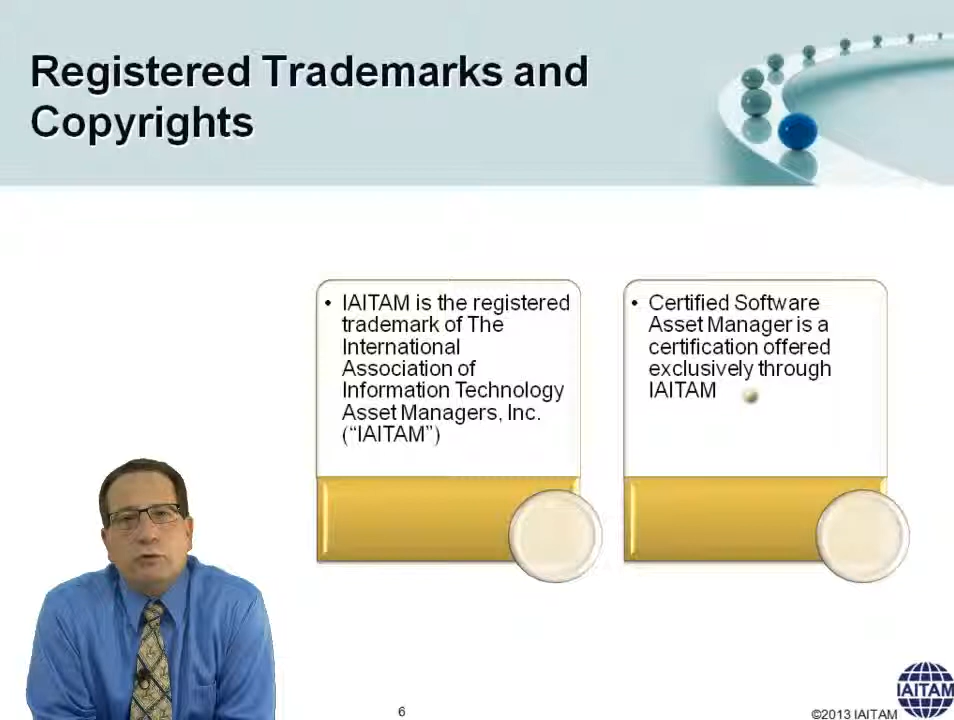 Registered Trademarks and
Copyrights
• IAITAM is the registered
trademark of The
International
Association of
Information Technology
Asset Managers, Inc.
(“IAITAM”)
• Certified Software
Asset Manager is a
certification offered
exclusively through
IAITAM
6
IAITAM
©2013 IAITAM